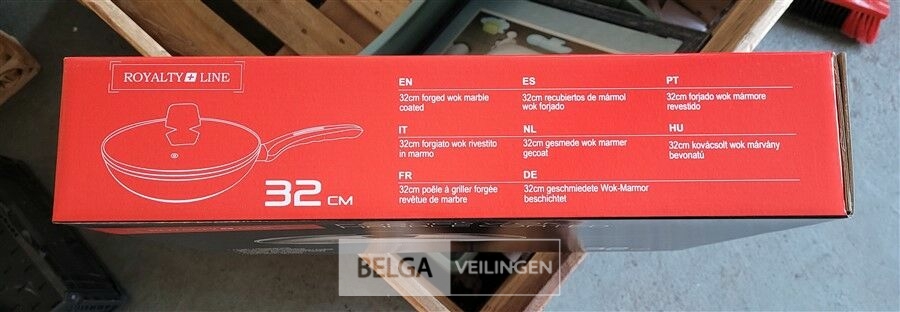 ROYALTY LINE
32 CM
EN
32cm forged wok marble
coated
ES
32cm recubiertos de mármol
wok forjado
PT
32cm forjado wok mármore
revestido
IT
32cm forgiato wok rivestito
in marmo
NL
32cm gesmede wok marmer
gecoat
HU
32cm kovácsolt wok márvány
bevonatú
FR
32cm poêle à griller forgée
revêtue de marbre
DE
32cm geschmiedete Wok-Marmor
beschichtet
BELGA VEILINGEN